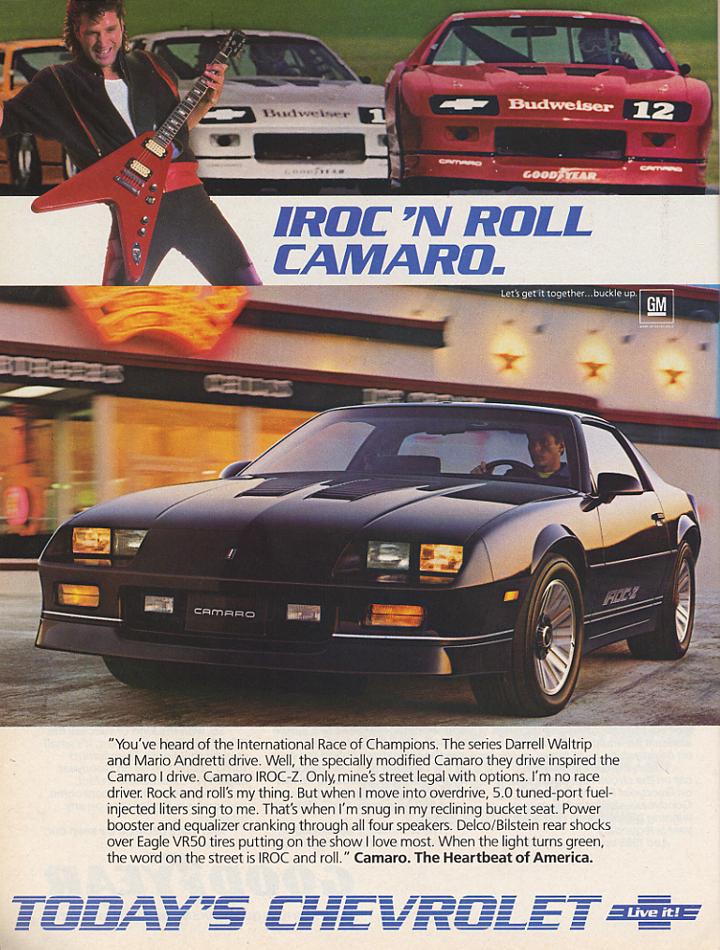 Budweiser 1
Budweiser 12
CAMARO CAMARO
GOODYEAR
GOODYEAR
IROC 'N ROLL
CAMARO.
Let's get it together...buckle up.
GM
CAMARO
IROC-Z
"You've heard of the International Race of Champions. The series Darrell Waltrip
and Mario Andretti drive. Well, the specially modified Camaro they drive inspired the
Camaro I drive. Camaro IROC-Z. Only, mine's street legal with options. I'm no race
driver. Rock and roll's my thing. But when I move into overdrive, 5.0 tuned-port fuel-
injected liters sing to me. That's when I'm snug in my reclining bucket seat. Power
booster and equalizer cranking through all four speakers. Delco/Bilstein rear shocks
over Eagle VR50 tires putting on the show I love most. When the light turns green,
the word on the street is IROC and roll." Camaro. The Heartbeat of America.
TODAY'S CHEVROLET Live it!